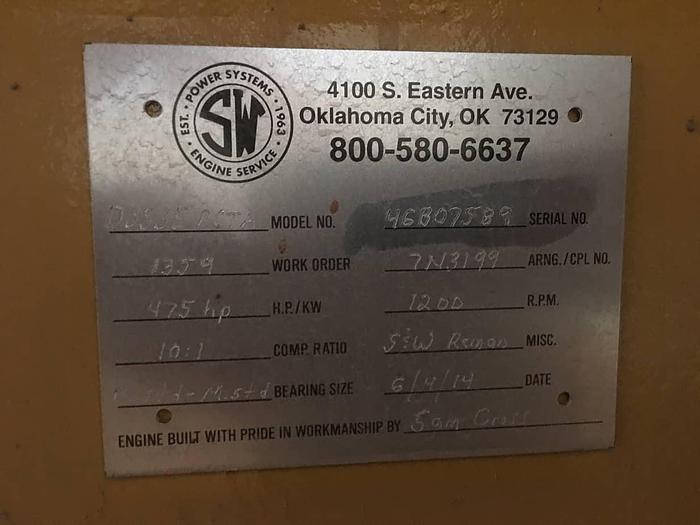 POWER SYSTEMS • 1963 • ENGINE SERVICE • EST. •
SW
4100 S. Eastern Ave.
Oklahoma City, OK 73129
800-580-6637
MODEL NO. 46B07589 SERIAL NO.
1359 WORK ORDER 7N3199 ARNG./CPL NO.
475 hp H.P./KW 1200 R.P.M.
10:1 COMP. RATIO S&W Reman MISC.
M.std BEARING SIZE 6/4/14 DATE
ENGINE BUILT WITH PRIDE IN WORKMANSHIP BY Sam Cross